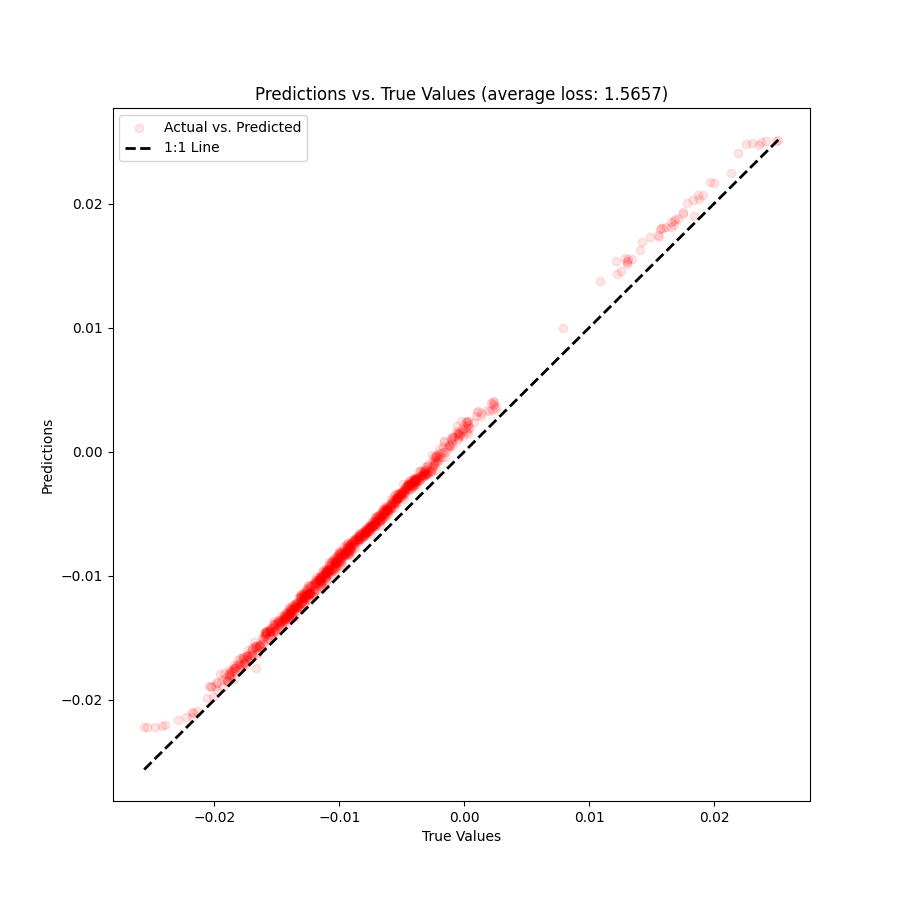 Predictions vs. True Values (average loss: 1.5657)
Actual vs. Predicted
1:1 Line
0.02
0.01
0.00
−0.01
−0.02
Predictions
−0.02
−0.01
0.00
0.01
0.02
True Values